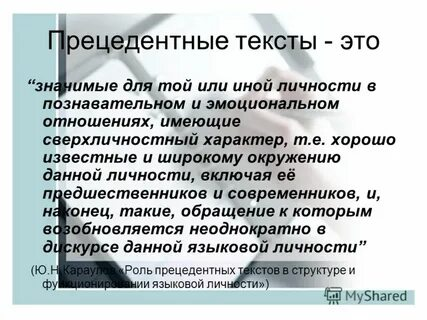 Прецедентные тексты - это
“значимые для той или иной личности в
познавательном и эмоциональном
отношениях, имеющие
сверхличностный характер, т.е. хорошо
известные и широкому окружению
данной личности, включая её
предшественников и современников, и,
наконец, такие, обращение к которым
возобновляется неоднократно в
дискурсе данной языковой личности”
(Ю.Н.Караулов «Роль прецедентных текстов в структуре и
функционировании языковой личности»)
MyShared